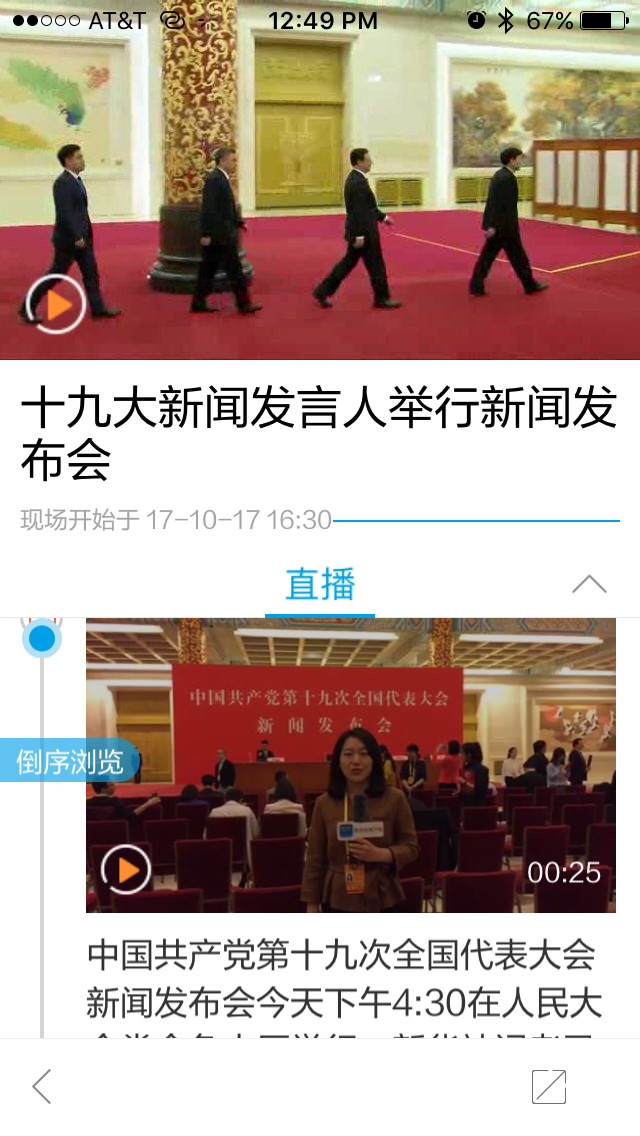 AT&T
12:49 PM
67%
十九大新闻发言人举行新闻发
布会
现场开始于 17-10-17 16:30
直播
中国共产党第十九次全国代表大会
新闻发布会
倒序浏览
00:25
中国共产党第十九次全国代表大会
新闻发布会今天下午4:30在人民大